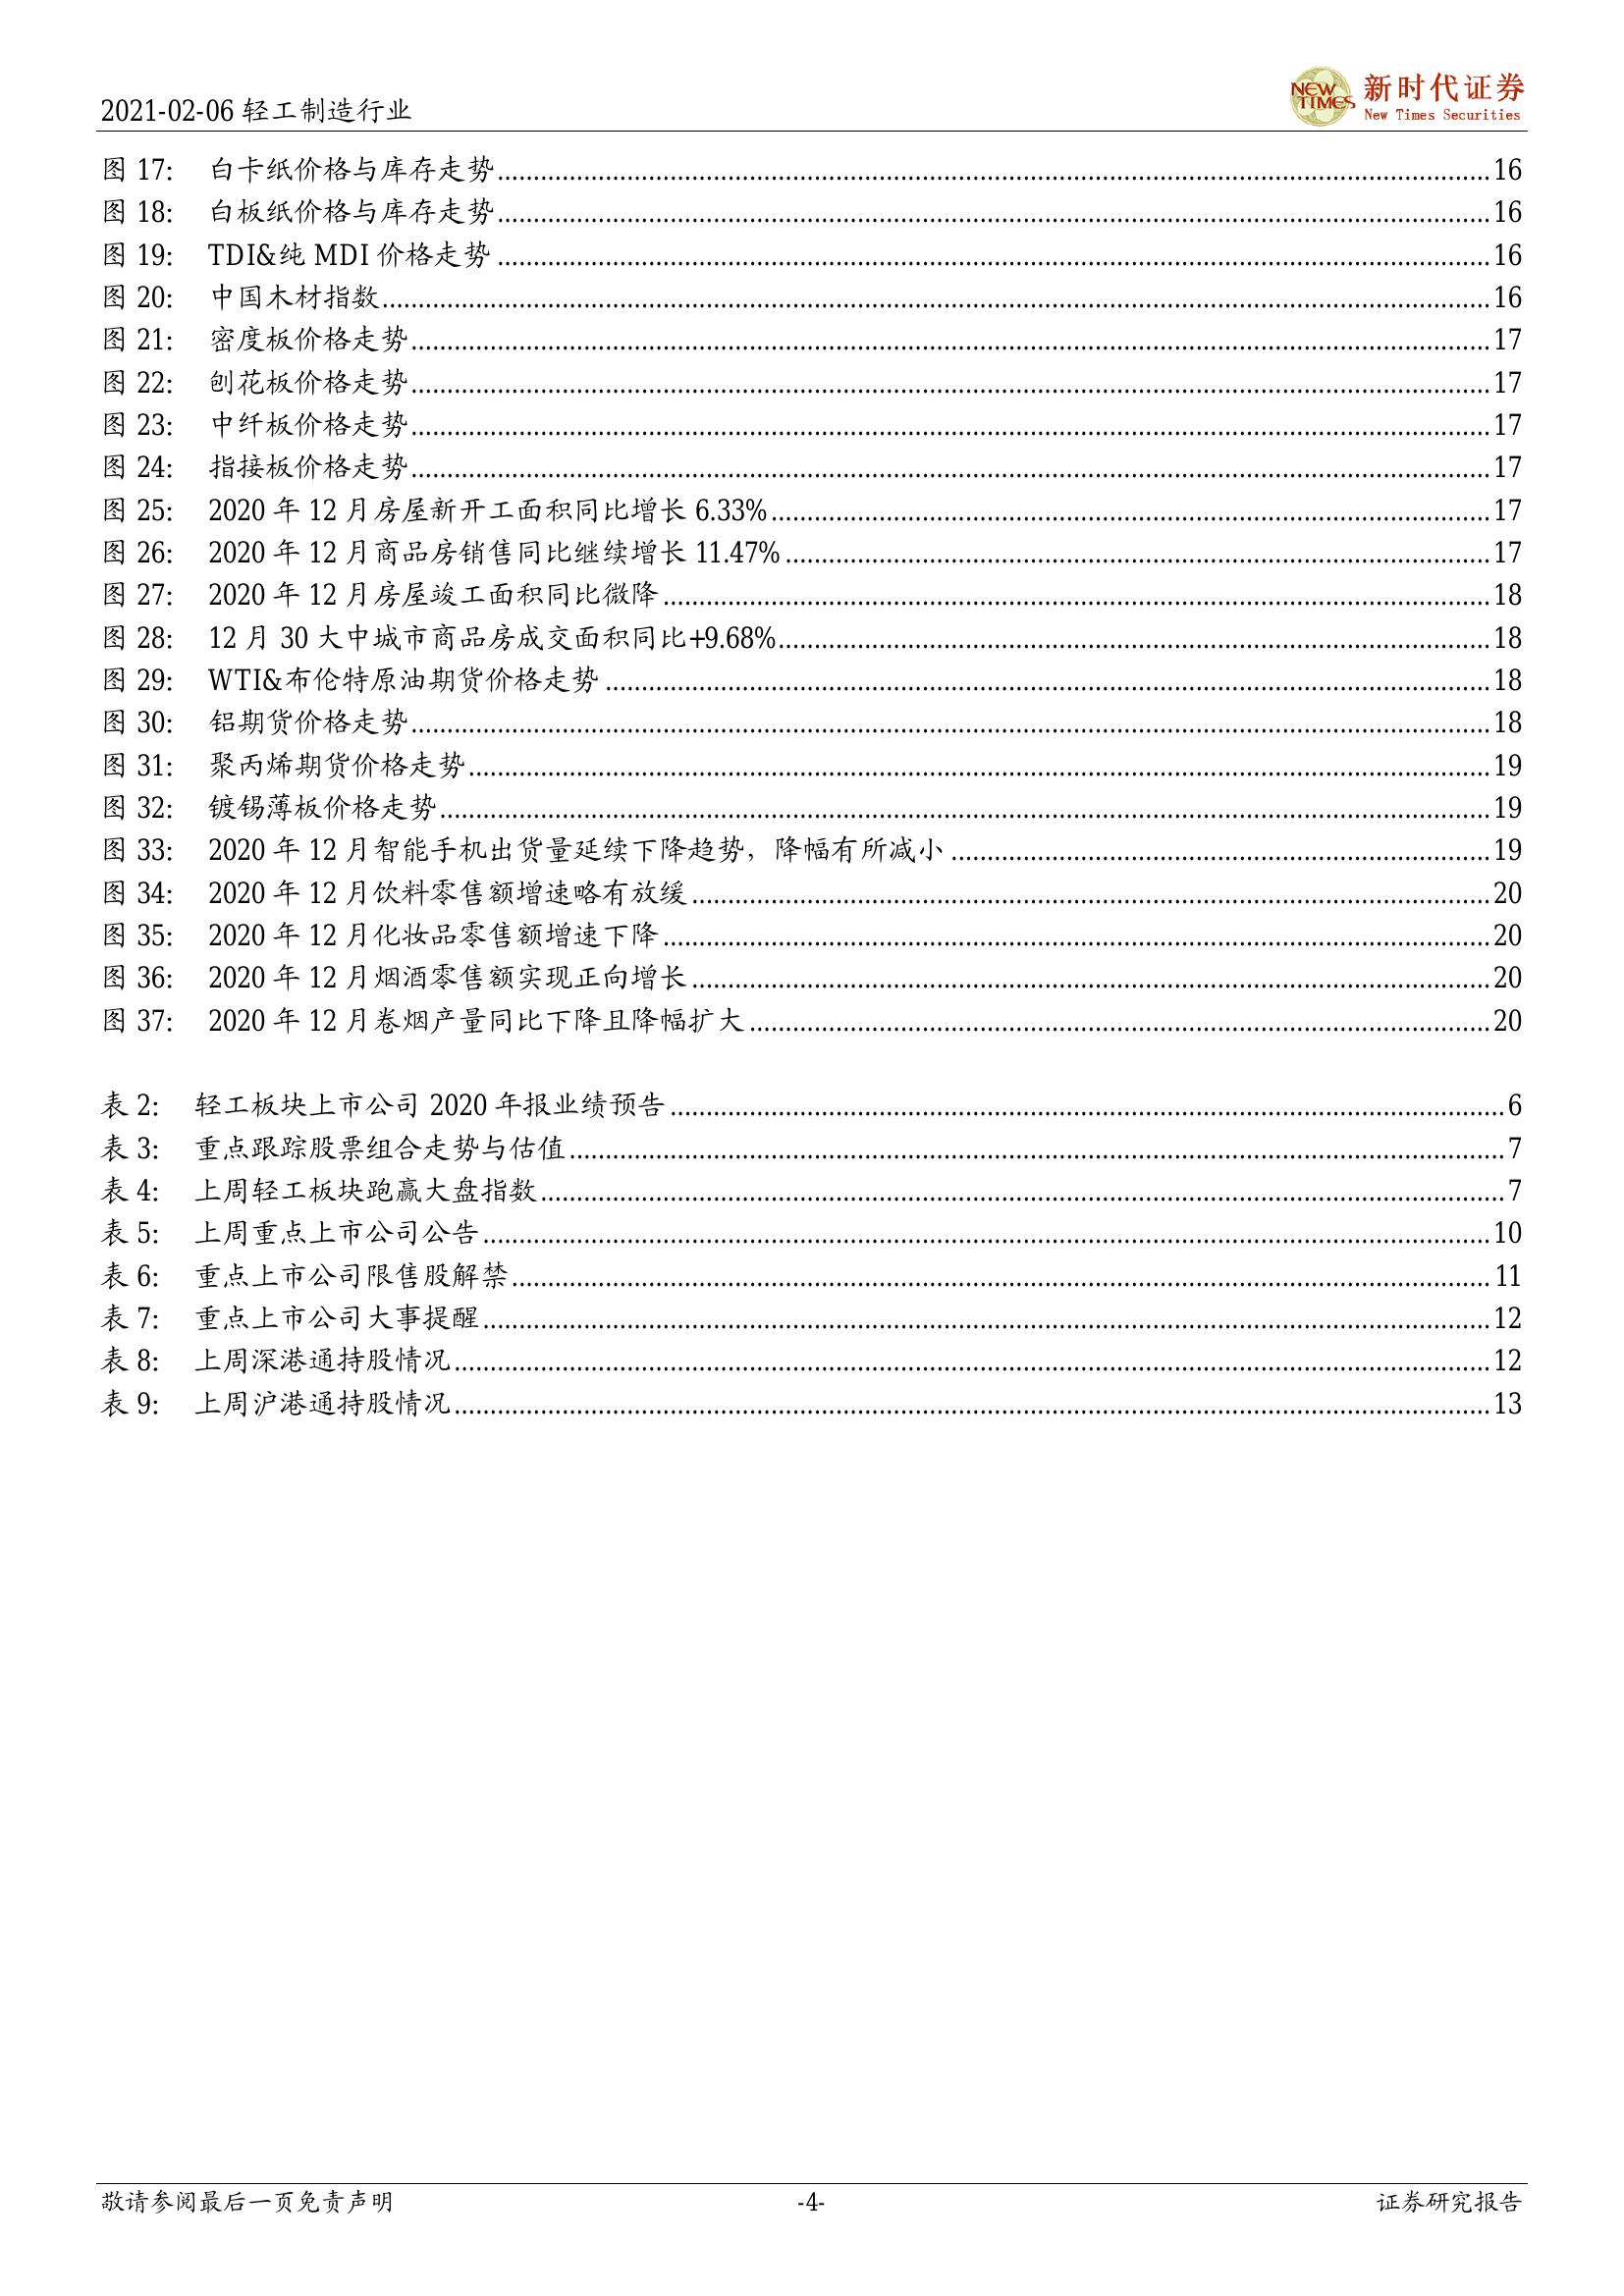 2021-02-06 轻工制造行业
NEW TIMES 新时代证券
New Times Securities
图 17： 白卡纸价格与库存走势 16
图 18： 白板纸价格与库存走势 16
图 19： TDI&纯 MDI 价格走势 16
图 20： 中国木材指数 16
图 21： 密度板价格走势 17
图 22： 刨花板价格走势 17
图 23： 中纤板价格走势 17
图 24： 指接板价格走势 17
图 25： 2020 年 12 月房屋新开工面积同比增长 6.33% 17
图 26： 2020 年 12 月商品房销售同比继续增长 11.47% 17
图 27： 2020 年 12 月房屋竣工面积同比微降 18
图 28： 12 月 30 大中城市商品房成交面积同比+9.68% 18
图 29： WTI&布伦特原油期货价格走势 18
图 30： 铝期货价格走势 18
图 31： 聚丙烯期货价格走势 19
图 32： 镀锡薄板价格走势 19
图 33： 2020 年 12 月智能手机出货量延续下降趋势，降幅有所减小 19
图 34： 2020 年 12 月饮料零售额增速略有放缓 20
图 35： 2020 年 12 月化妆品零售额增速下降 20
图 36： 2020 年 12 月烟酒零售额实现正向增长 20
图 37： 2020 年 12 月卷烟产量同比下降且降幅扩大 20
表 2： 轻工板块上市公司 2020 年报业绩预告 6
表 3： 重点跟踪股票组合走势与估值 7
表 4： 上周轻工板块跑赢大盘指数 7
表 5： 上周重点上市公司公告 10
表 6： 重点上市公司限售股解禁 11
表 7： 重点上市公司大事提醒 12
表 8： 上周深港通持股情况 12
表 9： 上周沪港通持股情况 13
敬请参阅最后一页免责声明 -4- 证券研究报告